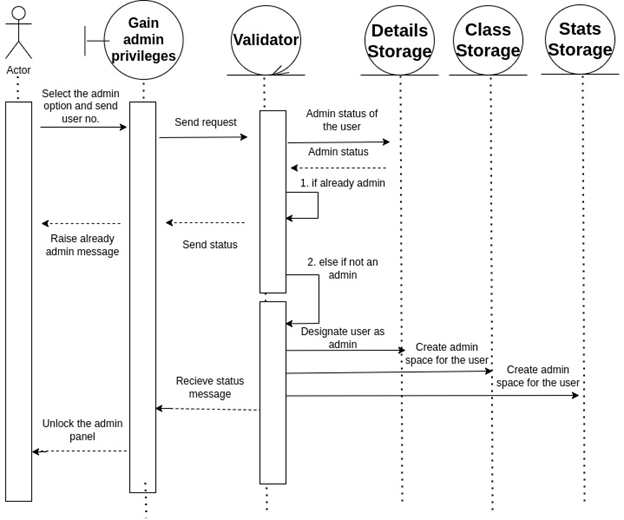 Gain
admin
privileges
Validator
Details
Storage
Class
Storage
Stats
Storage
Actor
Select the admin
option and send
user no.
Send request
Admin status of
the user
Admin status
1. if already admin
Raise already
admin message
Send status
2. else if not an
admin
Designate user as
admin
Create admin
space for the user
Create admin
space for the user
Recieve status
message
Unlock the admin
panel